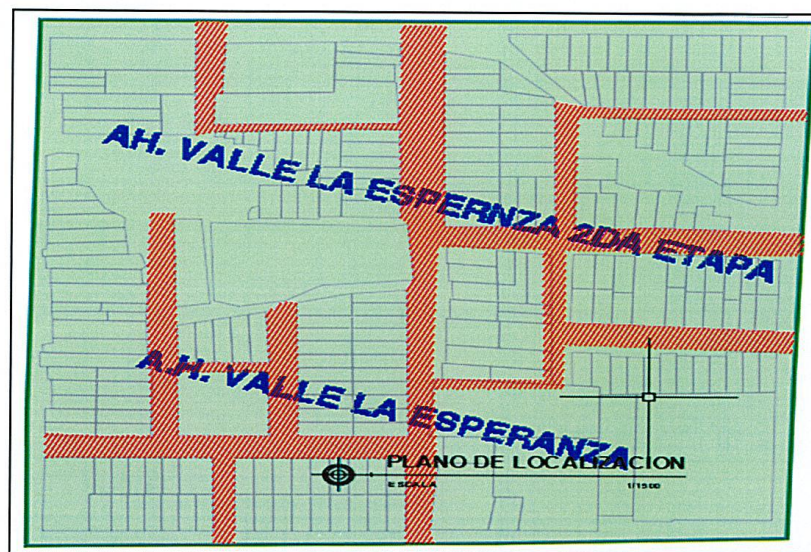 AH. VALLE LA ESPERNZA 2DA ETAPA
A.H. VALLE LA ESPERANZA
PLANO DE LOCALIZACION
ESCALA 1/1500